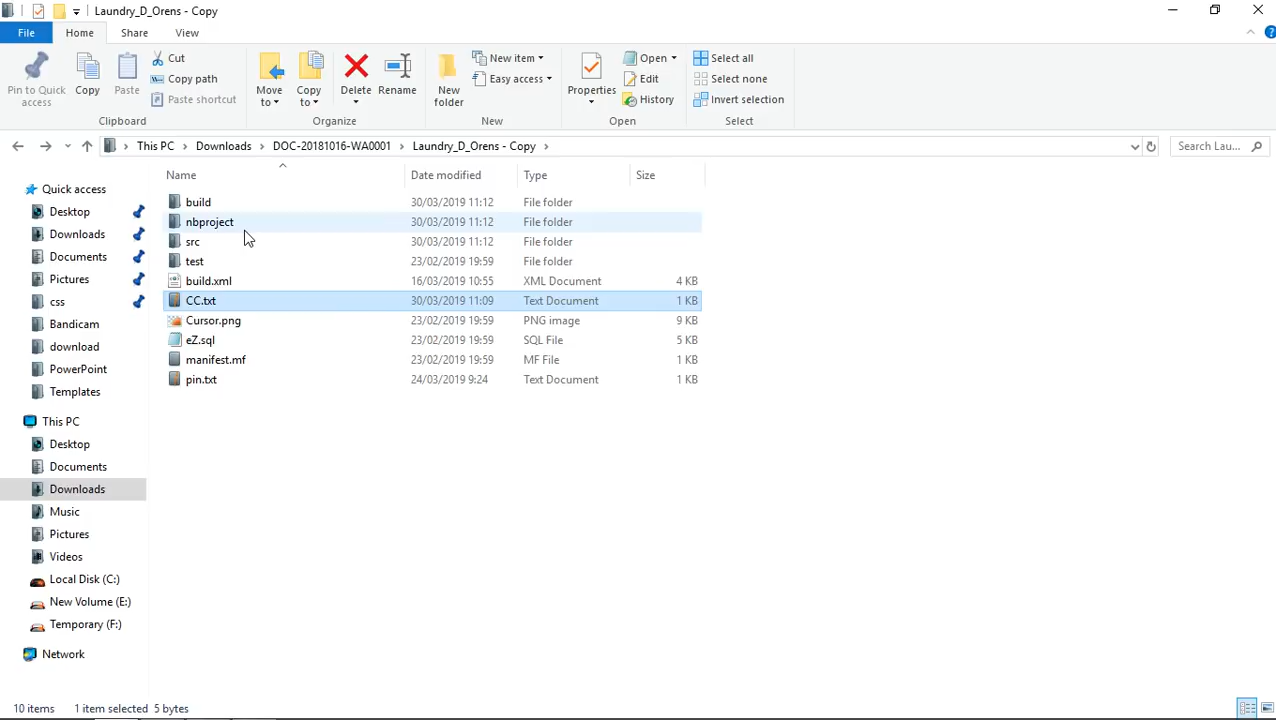 Laundry_D_Orens - Copy
File Home Share View
Pin to Quick access
Copy
Paste
Cut
Copy path
Paste shortcut
Clipboard
Move to
Copy to
Delete
Rename
Organize
New folder
New item
Easy access
New
Properties
Open
Edit
History
Open
Select all
Select none
Invert selection
Select
This PC > Downloads > DOC-20181016-WA0001 > Laundry_D_Orens - Copy >
Search Lau...
Quick access
Desktop
Downloads
Documents
Pictures
css
Bandicam
download
PowerPoint
Templates
This PC
Desktop
Documents
Downloads
Music
Pictures
Videos
Local Disk (C:)
New Volume (E:)
Temporary (F:)
Network
Name Date modified Type Size
build 30/03/2019 11:12 File folder
nbproject 30/03/2019 11:12 File folder
src 30/03/2019 11:12 File folder
test 23/02/2019 19:59 File folder
build.xml 16/03/2019 10:55 XML Document 4 KB
CC.txt 30/03/2019 11:09 Text Document 1 KB
Cursor.png 23/02/2019 19:59 PNG image 9 KB
eZ.sql 23/02/2019 19:59 SQL File 5 KB
manifest.mf 23/02/2019 19:59 MF File 1 KB
pin.txt 24/03/2019 9:24 Text Document 1 KB
10 items 1 item selected 5 bytes